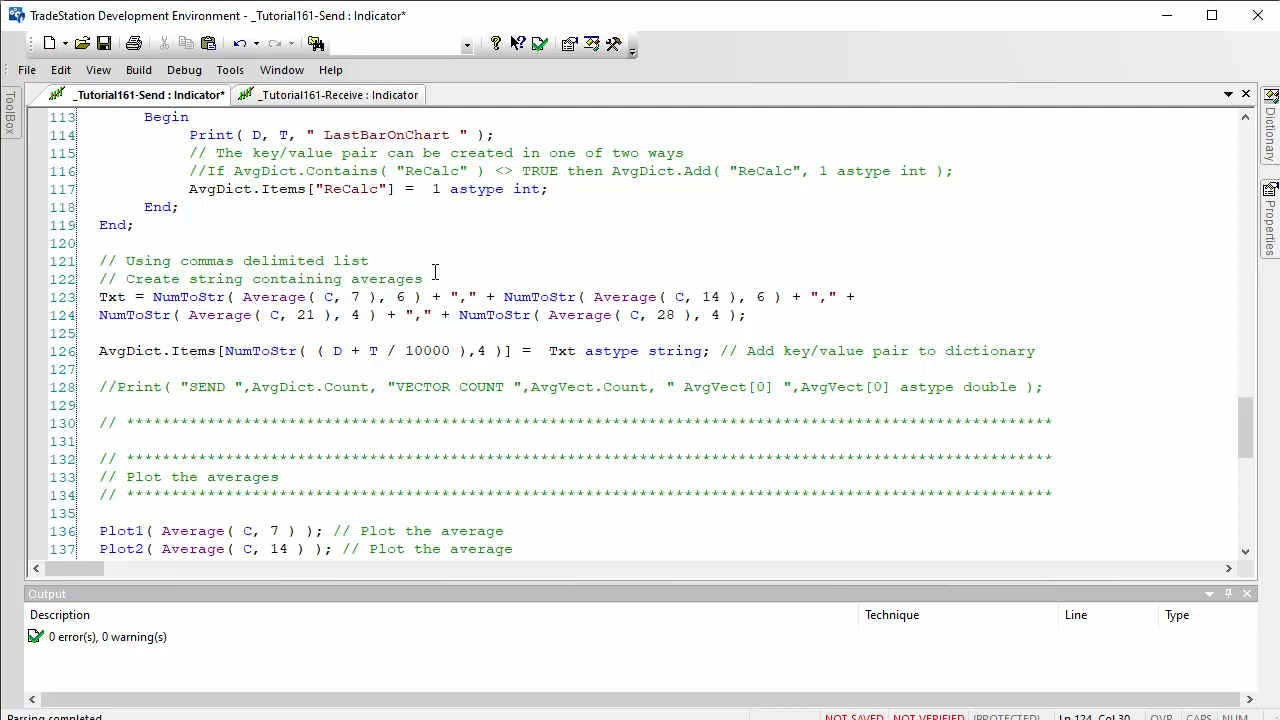 TradeStation Development Environment - _Tutorial161-Send : Indicator*
File Edit View Build Debug Tools Window Help
_Tutorial161-Send : Indicator* _Tutorial161-Receive : Indicator
ToolBox
Dictionary
Properties
113 Begin
114 Print( D, T, " LastBarOnChart " );
115 // The key/value pair can be created in one of two ways
116 //If AvgDict.Contains( "ReCalc" ) <> TRUE then AvgDict.Add( "ReCalc", 1 astype int );
117 AvgDict.Items["ReCalc"] = 1 astype int;
118 End;
119 End;
120
121 // Using commas delimited list
122 // Create string containing averages
123 Txt = NumToStr( Average( C, 7 ), 6 ) + "," + NumToStr( Average( C, 14 ), 6 ) + "," +
124 NumToStr( Average( C, 21 ), 4 ) + "," + NumToStr( Average( C, 28 ), 4 );
125
126 AvgDict.Items[NumToStr( ( D + T / 10000 ),4 )] = Txt astype string; // Add key/value pair to dictionary
127
128 //Print( "SEND ",AvgDict.Count, "VECTOR COUNT ",AvgVect.Count, " AvgVect[0] ",AvgVect[0] astype double );
129
130 // *******************************************************************************************************
131
132 // *******************************************************************************************************
133 // Plot the averages
134 // *******************************************************************************************************
135
136 Plot1( Average( C, 7 ) ); // Plot the average
137 Plot2( Average( C, 14 ) ); // Plot the average
Output
Description Technique Line Type
0 error(s), 0 warning(s)
Parsing completed NOT SAVED NOT VERIFIED (PROTECTED) Ln 124, Col 30 OVR CAPS NUM